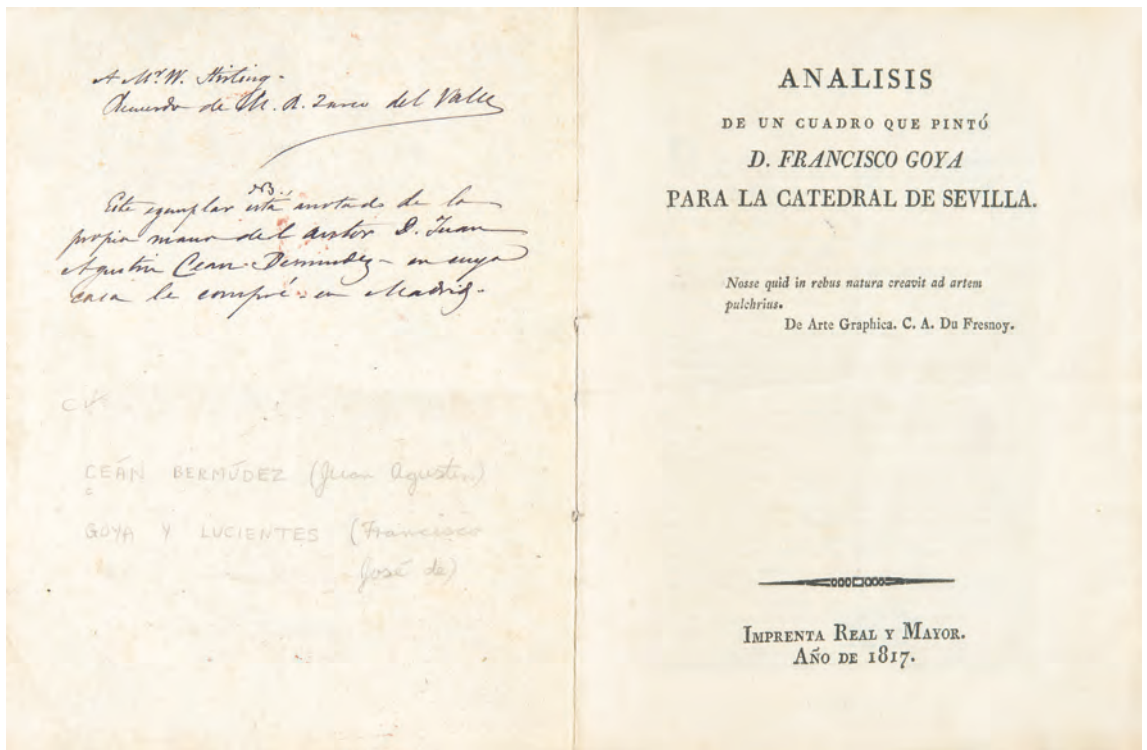 A Mr. W. Stirling-
Recuerdo de M. R. Zarco del Valle
NB.,
Este egemplar está anotado de la
propia mano del autor D. Juan
Agustin Cean-Bermudez- en cuya
casa le compré- en Madrid-
CEÁN BERMÚDEZ (Juan Agustín)
GOYA Y LUCIENTES (Francisco
José de)
ANALISIS
DE UN CUADRO QUE PINTÓ
D. FRANCISCO GOYA
PARA LA CATEDRAL DE SEVILLA.
Nosse quid in rebus natura creavit ad artem
pulchrius.
De Arte Graphica. C. A. Du Fresnoy.
IMPRENTA REAL Y MAYOR.
AÑO DE 1817.